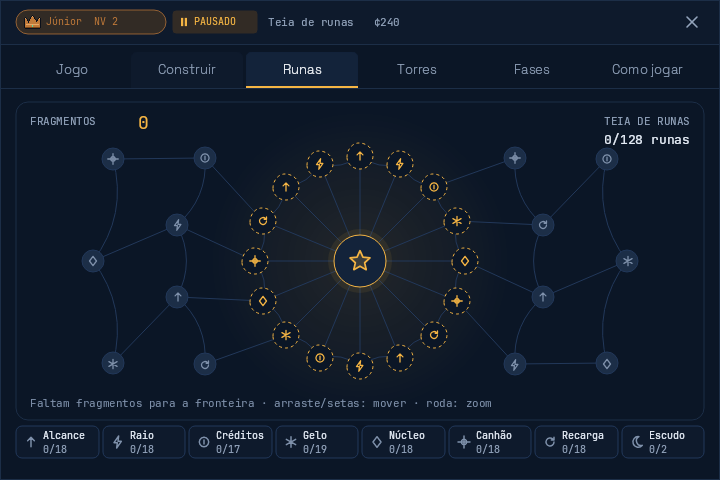 Júnior NV 2 PAUSADO Teia de runas ₵240
Jogo Construir Runas Torres Fases Como jogar
FRAGMENTOS 0 TEIA DE RUNAS
0/128 runas
Faltam fragmentos para a fronteira · arraste/setas: mover · roda: zoom
Alcance Raio Créditos Gelo Núcleo Canhão Recarga Escudo
0/18 0/18 0/17 0/19 0/18 0/18 0/18 0/2